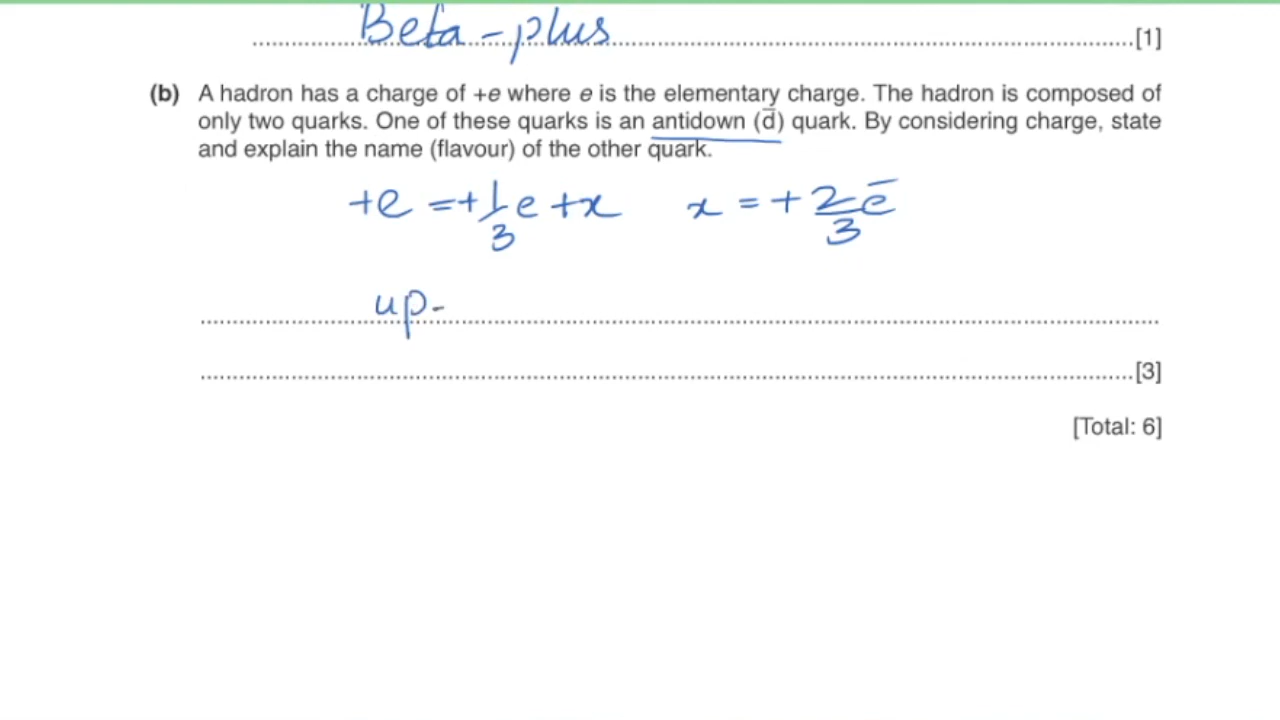 Beta-plus [1]
(b) A hadron has a charge of +e where e is the elementary charge. The hadron is composed of
only two quarks. One of these quarks is an antidown (d̄) quark. By considering charge, state
and explain the name (flavour) of the other quark.
+e = +1/3 e + x x = + 2/3 ē
up-
[3]
[Total: 6]